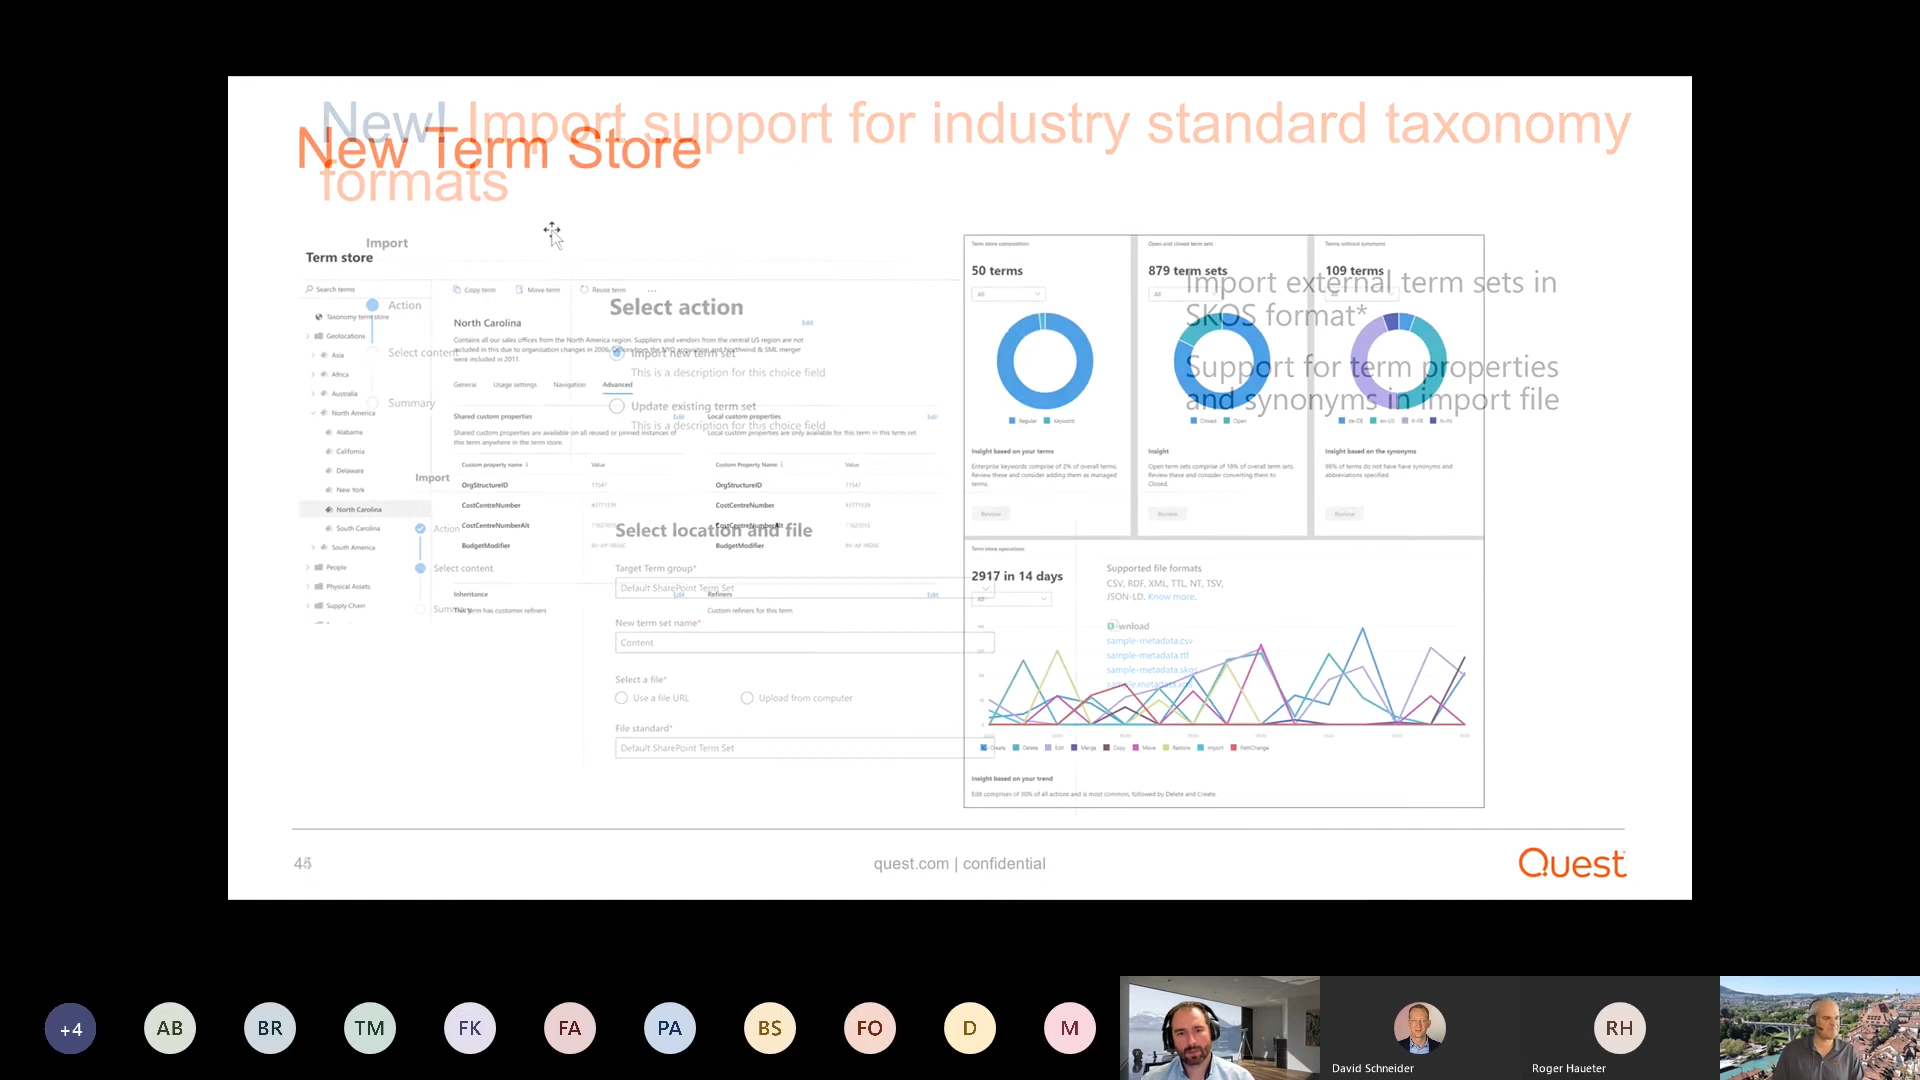 New! Import support for industry standard taxonomy
formats
New Term Store
Import
Term store
Search terms
Taxonomy term store
Geolocations
Asia
Africa
Australia
North America
Alabama
California
Delaware
New York
North Carolina
South Carolina
South America
People
Physical Assets
Supply Chain
Action
Select content
Summary
Import
Action
Select content
Summary
Copy term
Move term
Reuse term
...
North Carolina
Edit
Contains all our sales offices from the North America region. Suppliers and vendors from the central US region are not
included in this due to organisation changes in 2006. Offices from the NYO acquisition and Northwind & SML merger
were included in 2011
General
Usage settings
Navigation
Advanced
Shared custom properties
Edit
Shared custom properties are available on all reused or pinned instances of
this term anywhere in the term store.
Local custom properties
Edit
Local custom properties are only available for this term in this term set.
Custom property name
Value
OrgStructureID
11547
CostCentreNumber
43771539
CostCentreNumberAlt
BudgetModifier
Custom Property Name
Value
OrgStructureID
11547
CostCentreNumber
43771539
CostCentreNumberAlt
BudgetModifier
Inheritance
Edit
This term has customer refiners
Refiners
Edit
Custom refiners for this term
Select action
Import new term set
This is a description for this choice field
Update existing term set
This is a description for this choice field
Select location and file
Target Term group*
Default SharePoint Term Set
New term set name*
Content
Select a file*
Use a file URL
Upload from computer
File standard*
Default SharePoint Term Set
Term store composition
50 terms
All
Regular
Keyword
Insight based on your terms
Enterprise keywords comprise of 2% of overall terms.
Review these and consider adding them as managed
terms.
Review
Open and closed term sets
879 term sets
All
Closed
Open
Insight
Open term sets comprise of 18% of overall term sets.
Review these and consider converting them to
Closed.
Review
Terms without synonyms
109 terms
de-DE
en-US
fr-FR
hi-IN
Insight based on the synonyms
98% of terms do not have have synonyms and
abbreviations specified.
Review
Import external term sets in
SKOS format*
Support for term properties
and synonyms in import file
Term store operations
2917 in 14 days
All
Supported file formats
CSV, RDF, XML, TTL, NT, TSV,
JSON-LD. Know more.
sample-metadata.csv
sample-metadata.ttl
sample-metadata.skos
Create
Delete
Edit
Merge
Copy
Move
Restore
Import
PathChange
Insight based on your trend
Edit comprises of 30% of all actions and is most common, followed by Delete and Create.
quest.com | confidential
Quest
+4
AB
BR
TM
FK
FA
PA
BS
FO
D
M
David Schneider
RH
Roger Haueter